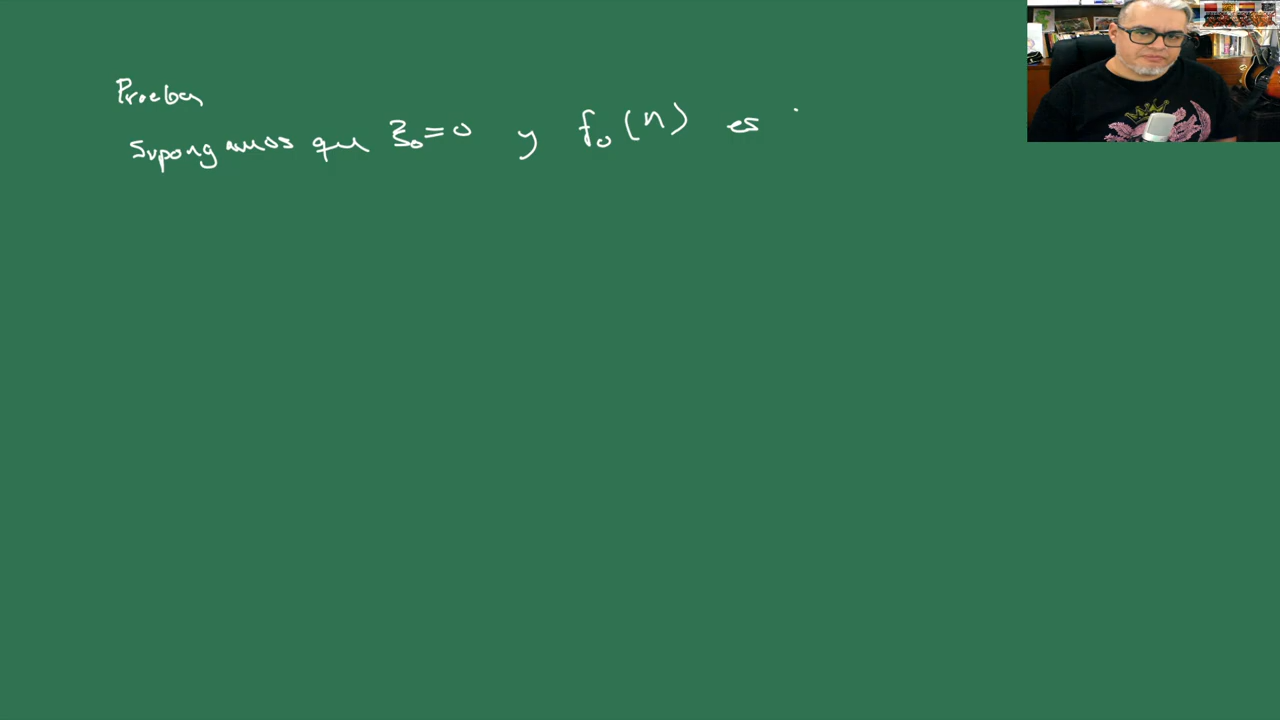 Prueba
Supongamos que z₀=0 y f₀(n) es